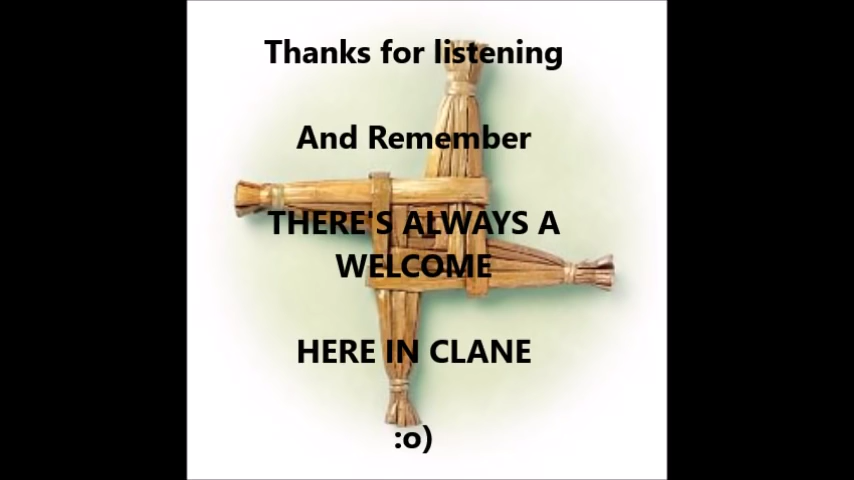 Thanks for listening
And Remember
THERE'S ALWAYS A
WELCOME
HERE IN CLANE
:o)